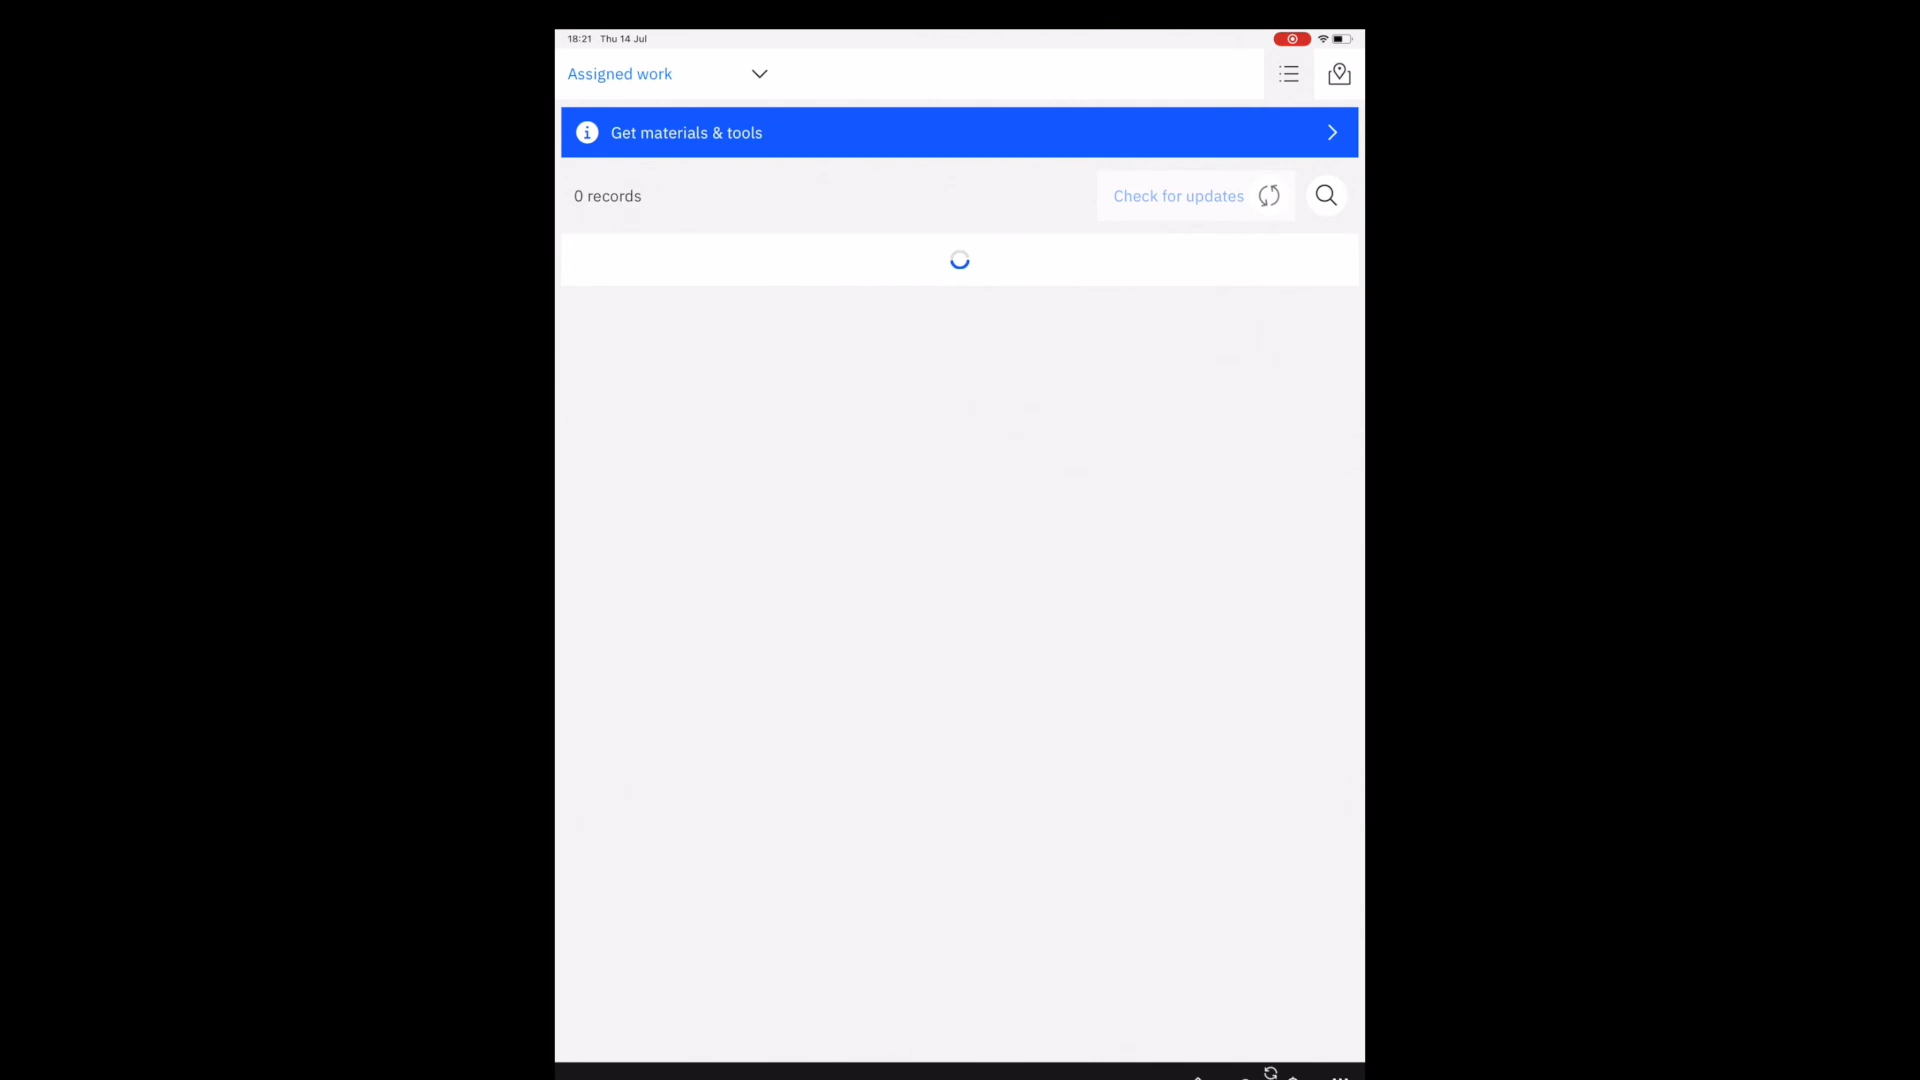 18:21 Thu 14 Jul
Assigned work
Get materials & tools
0 records
Check for updates